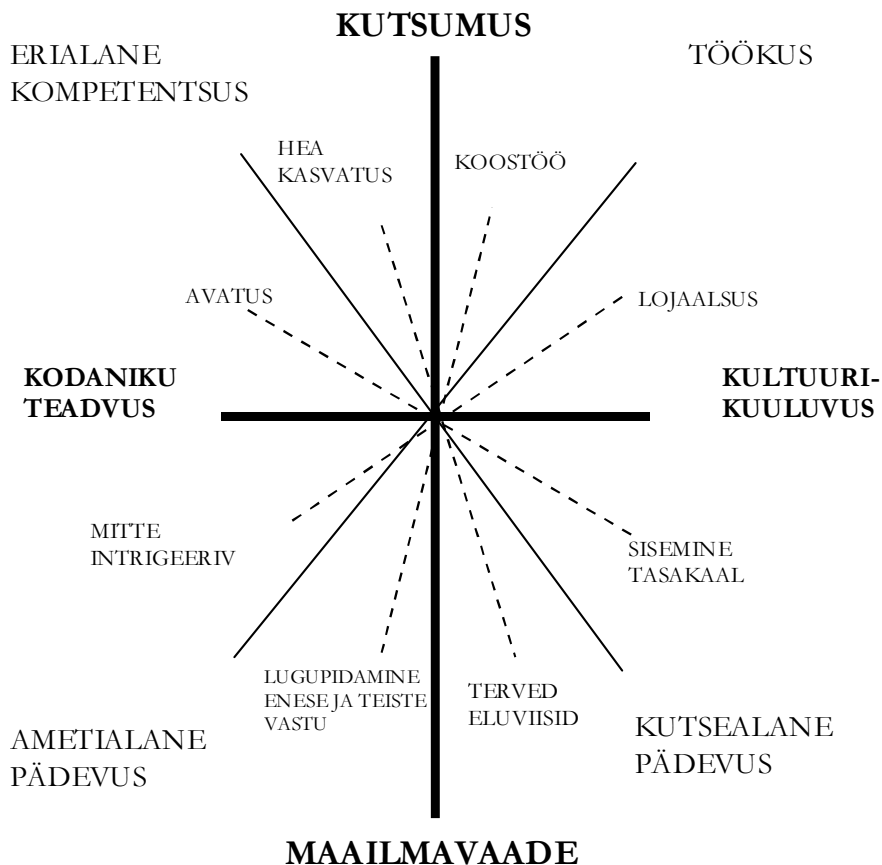 KUTSUMUS
ERIALANE
KOMPETENTSUS
TÖÖKUS
HEA
KASVATUS
KOOSTÖÖ
AVATUS
LOJAALSUS
KODANIKU
TEADVUS
KULTUURI-
KUULUVUS
MITTE
INTRIGEERIV
SISEMINE
TASAKAAL
LUGUPIDAMINE
ENESE JA TEISTE
VASTU
TERVED
ELUVIISID
AMETIALANE
PÄDEVUS
KUTSEALANE
PÄDEVUS
MAAILMAVAADE